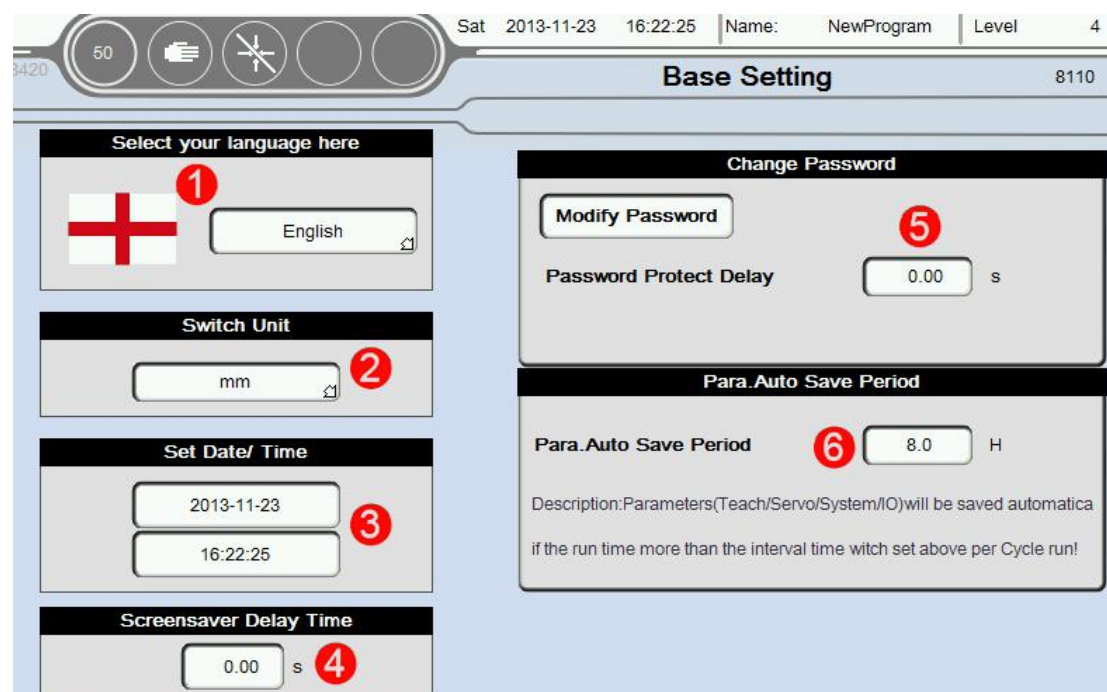 Sat 2013-11-23 16:22:25 Name: NewProgram Level 4
50
3420
Base Setting 8110
Select your language here
1
English
Switch Unit
mm
2
Set Date/ Time
2013-11-23
3
16:22:25
Screensaver Delay Time
0.00 s
4
Change Password
Modify Password
5
Password Protect Delay 0.00 s
Para.Auto Save Period
Para.Auto Save Period 6 8.0 H
Description:Parameters(Teach/Servo/System/IO)will be saved automatica
if the run time more than the interval time witch set above per Cycle run!